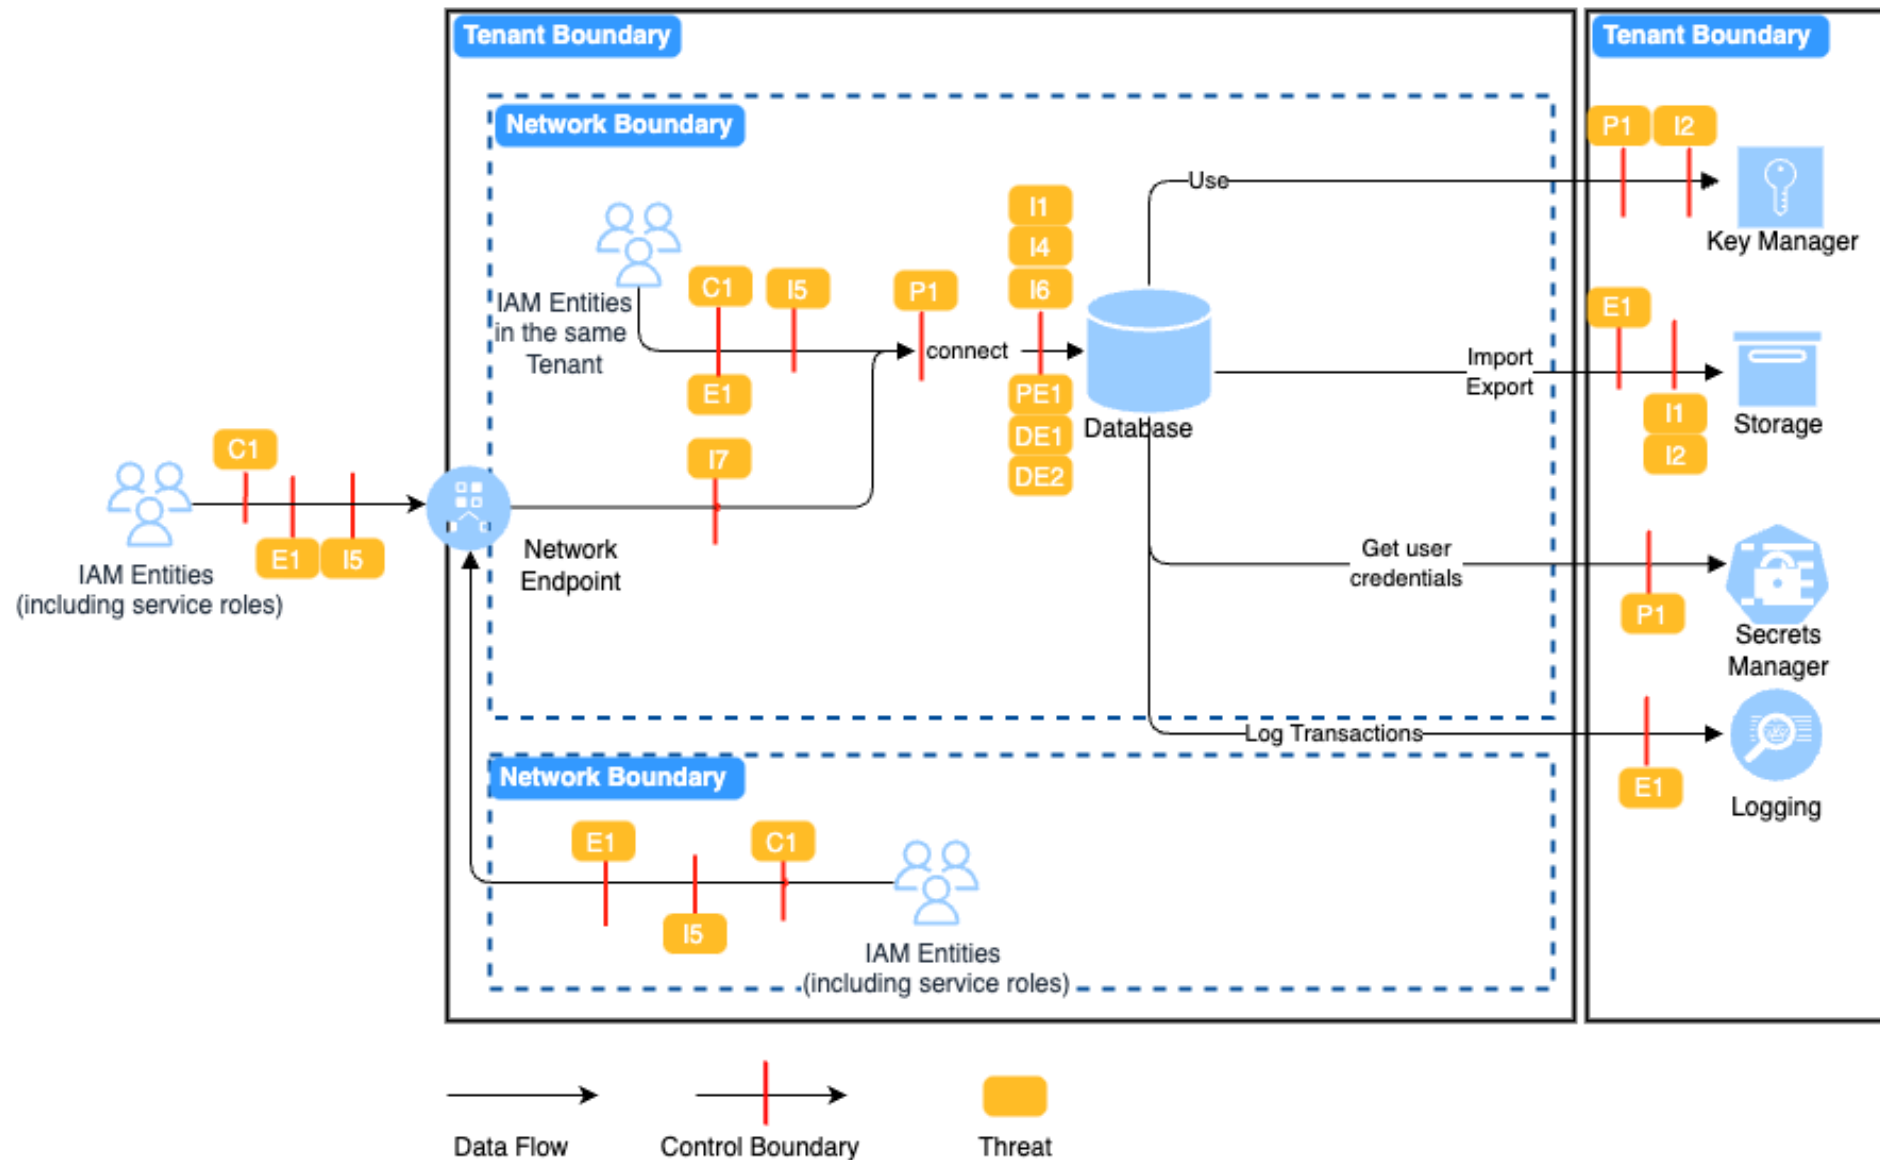 Tenant Boundary
Tenant Boundary
Network Boundary
P1
I2
Use
Key Manager
I1
I4
I6
C1
I5
P1
IAM Entities
in the same
Tenant
connect
E1
PE1
DE1
DE2
Database
Import
Export
E1
I1
I2
Storage
C1
E1
I5
IAM Entities
(including service roles)
I7
Network
Endpoint
Get user
credentials
P1
Secrets
Manager
Log Transactions
E1
Logging
Network Boundary
E1
I5
C1
IAM Entities
(including service roles)
Data Flow
Control Boundary
Threat